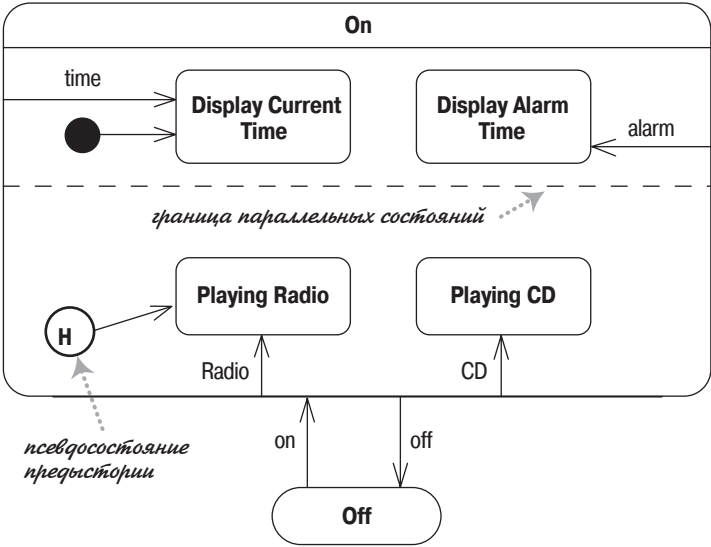 On
time
Display Current
Time
Display Alarm
Time
alarm
граница параллельных состояний
Playing Radio
Playing CD
H
Radio
CD
псевдосостояние
предыстории
on
off
Off